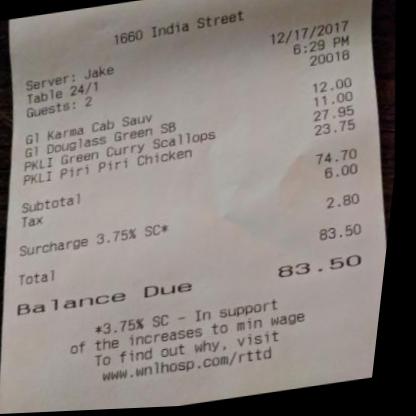 1660 India Street
Server: Jake 12/17/2017
Table 24/1 6:29 PM
Guests: 2 20018
Gl Karma Cab Sauv 12.00
Gl Douglass Green SB 11.00
PKLI Green Curry Scallops 27.95
PKLI Piri Piri Chicken 23.75
Subtotal 74.70
Tax 6.00
Surcharge 3.75% SC* 2.80
Total 83.50
Balance Due 83.50
*3.75% SC - In support
of the increases to min wage
To find out why, visit
www.wnlhosp.com/rttd